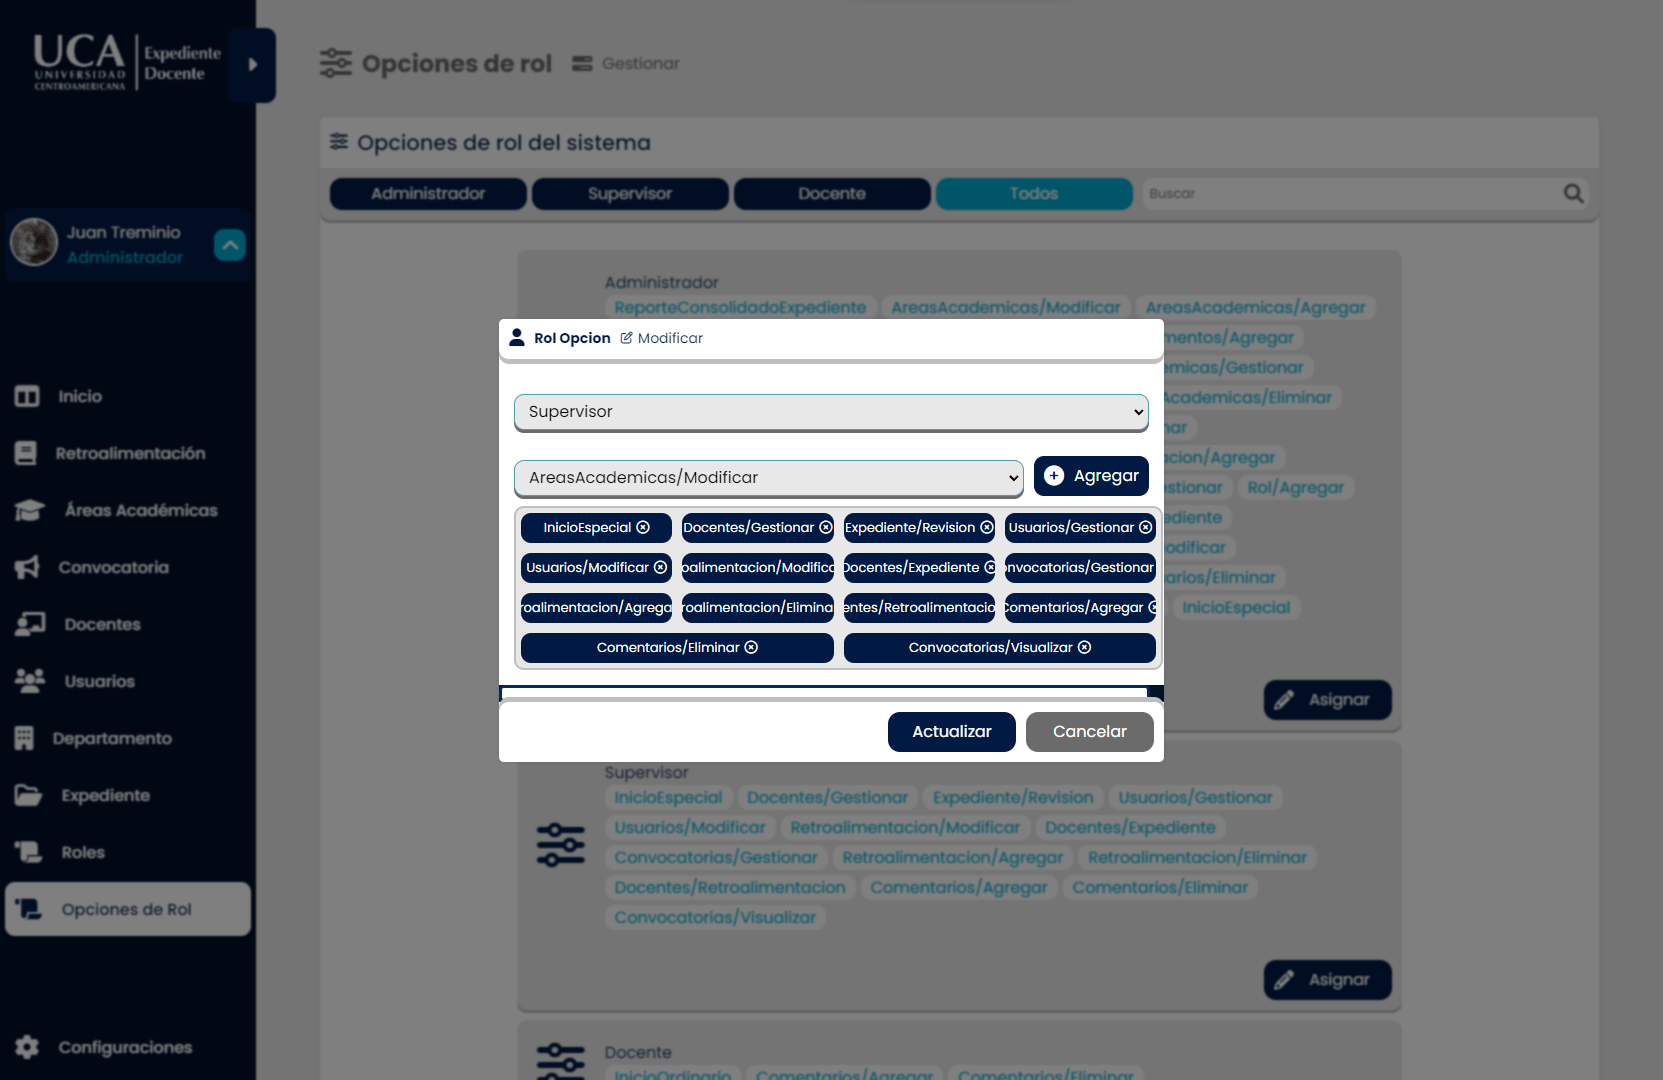 UCA
UNIVERSIDAD
CENTROAMERICANA
Expediente
Docente
Juan Treminio
Administrador
Inicio
Retroalimentación
Áreas Académicas
Convocatoria
Docentes
Usuarios
Departamento
Expediente
Roles
Opciones de Rol
Configuraciones
Opciones de rol Gestionar
Opciones de rol del sistema
Administrador Supervisor Docente Todos Buscar
Administrador
ReporteConsolidadoExpediente AreasAcademicas/Modificar AreasAcademicas/Agregar
mentos/Agregar
emicas/Gestionar
Academicas/Eliminar
nar
acion/Agregar
estionar Rol/Agregar
ediente
odificar
arios/Eliminar
InicioEspecial
Asignar
Rol Opcion Modificar
Supervisor
AreasAcademicas/Modificar Agregar
InicioEspecial Docentes/Gestionar Expediente/Revision Usuarios/Gestionar
Usuarios/Modificar oalimentacion/Modific Docentes/Expediente onvocatorias/Gestionar
roalimentacion/Agrega roalimentacion/Elimina entes/Retroalimentacio Comentarios/Agregar
Comentarios/Eliminar Convocatorias/Visualizar
Actualizar Cancelar
Supervisor
InicioEspecial Docentes/Gestionar Expediente/Revision Usuarios/Gestionar
Usuarios/Modificar Retroalimentacion/Modificar Docentes/Expediente
Convocatorias/Gestionar Retroalimentacion/Agregar Retroalimentacion/Eliminar
Docentes/Retroalimentacion Comentarios/Agregar Comentarios/Eliminar
Convocatorias/Visualizar
Asignar
Docente
InicioOrdinario Comentarios/Agregar Comentarios/Eliminar